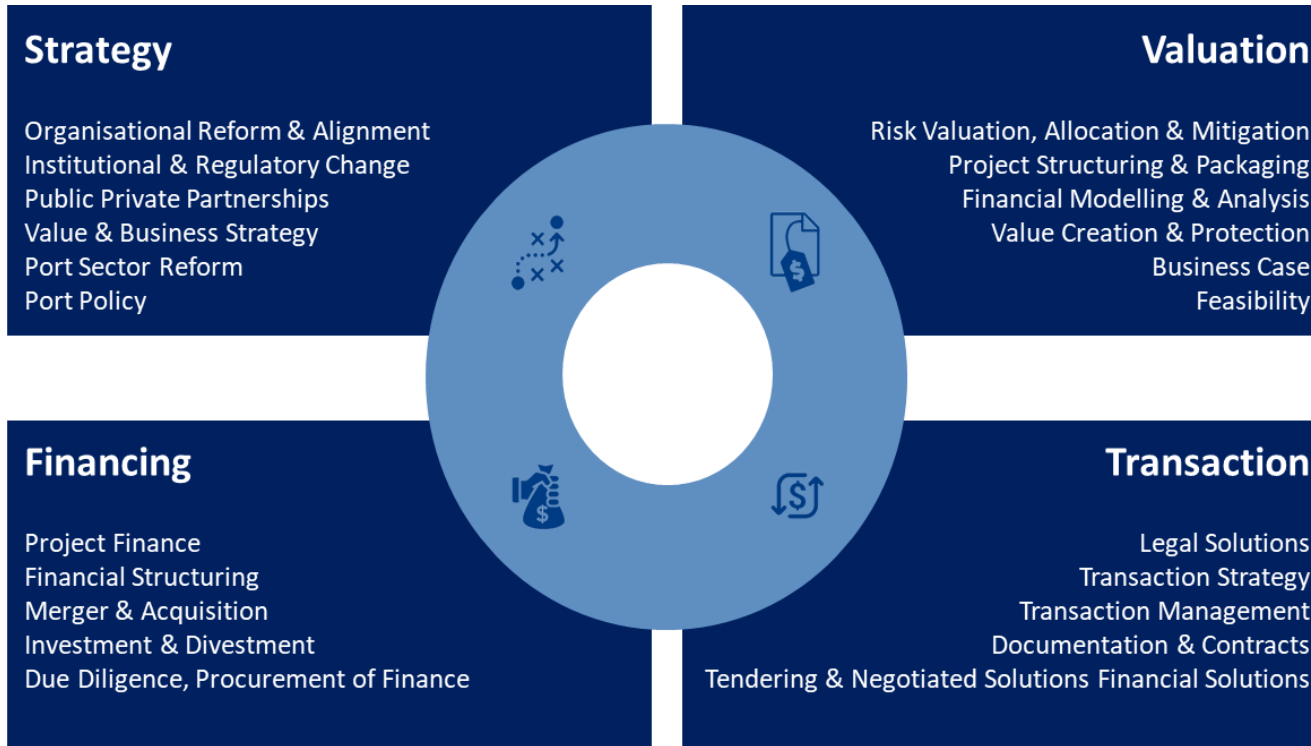 Strategy
Organisational Reform & Alignment
Institutional & Regulatory Change
Public Private Partnerships
Value & Business Strategy
Port Sector Reform
Port Policy
Valuation
Risk Valuation, Allocation & Mitigation
Project Structuring & Packaging
Financial Modelling & Analysis
Value Creation & Protection
Business Case
Feasibility
Financing
Project Finance
Financial Structuring
Merger & Acquisition
Investment & Divestment
Due Diligence, Procurement of Finance
Transaction
Legal Solutions
Transaction Strategy
Transaction Management
Documentation & Contracts
Tendering & Negotiated Solutions Financial Solutions